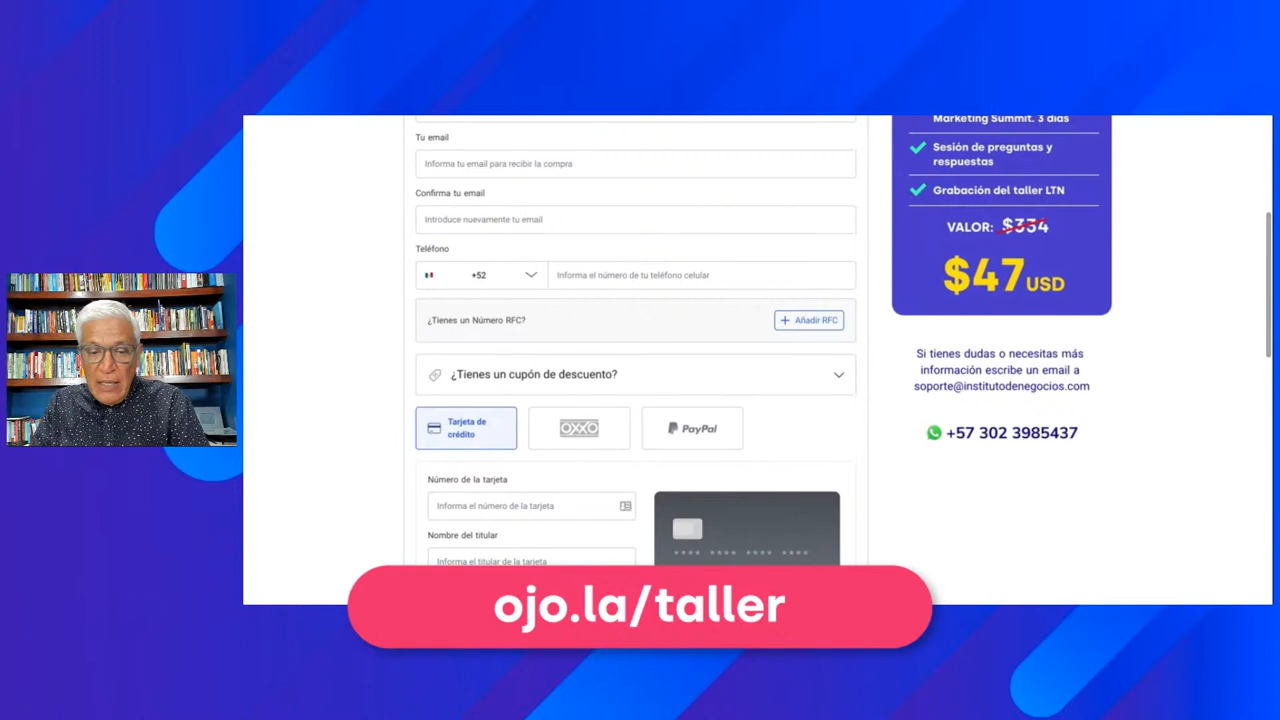 Tu email
Informa tu email para recibir la compra
Confirma tu email
Introduce nuevamente tu email
Teléfono
+52
Informa el número de tu teléfono celular
¿Tienes un Número RFC?
+ Añadir RFC
¿Tienes un cupón de descuento?
Tarjeta de
crédito
OXXO
PayPal
Número de la tarjeta
Informa el número de la tarjeta
Nombre del titular
Informa el titular de la tarjeta
**** **** **** ****
Marketing Summit. 3 días
Sesión de preguntas y
respuestas
Grabación del taller LTN
VALOR: $334
$47 USD
Si tienes dudas o necesitas más
información escribe un email a
soporte@institutodenegocios.com
+57 302 3985437
ojo.la/taller